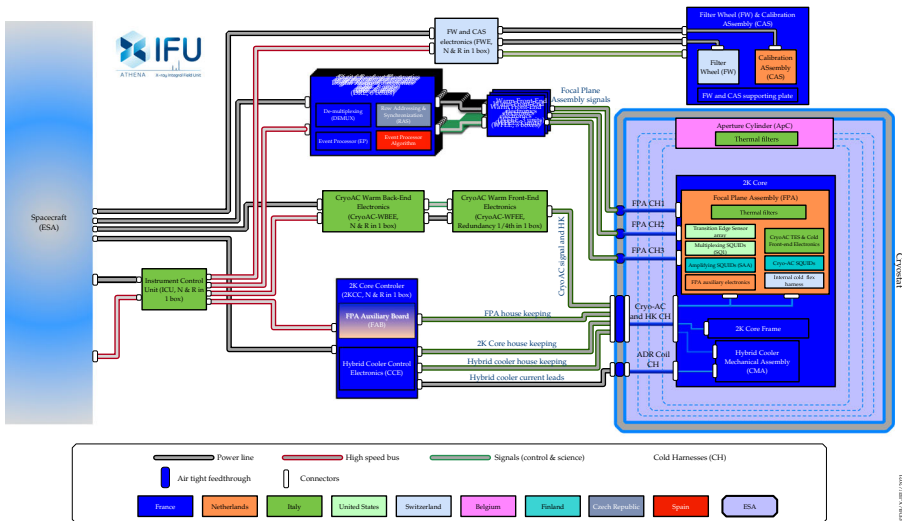 IFU
ATHENA
X-ray Integral Field Unit
FW and CAS
electronics (FWE,
N & R in 1 box)
Filter Wheel (FW) & Calibration
ASsembly (CAS)
Filter
Wheel (FW)
Calibration
ASsembly
(CAS)
FW and CAS supporting plate
De-multiplexing
(DEMUX)
Row Addressing &
Synchronization
(RAS)
Event Processor (EP)
Event Processor
Algorithm
Warm Front-End
electronics
Focal Plane
Assembly signals
Aperture Cylinder (ApC)
Thermal filters
Spacecraft
(ESA)
CryoAC Warm Back-End
Electronics
(CryoAC-WBEE,
N & R in 1 box)
CryoAC Warm Front-End
Electronics
(CryoAC-WFEE,
Redundancy 1/4th in 1 box)
CryoAC signal and HK
FPA CH1
FPA CH2
FPA CH3
2K Core
Focal Plane Assembly (FPA)
Thermal filters
Transition Edge Sensor
array
Multiplexing SQUIDs
(SQ1)
Amplifying SQUIDs (SAA)
FPA auxiliary electronics
CryoAC TES & Cold
Front-end Electronics
Cryo-AC SQUIDs
Internal cold flex
harness
Cryostat
Instrument Control
Unit (ICU, N & R in
1 box)
2K Core Controler
(2KCC, N & R in 1 box)
FPA Auxiliary Board
(FAB)
Hybrid Cooler Control
Electronics (CCE)
FPA house keeping
2K Core house keeping
Hybrid cooler house keeping
Hybrid cooler current leads
Cryo-AC
and HK CH
ADR Coil
CH
2K Core Frame
Hybrid Cooler
Mechanical Assembly
(CMA)
Power line
High speed bus
Signals (control & science)
Cold Harnesses (CH)
Air tight feedthrough
Connectors
France
Netherlands
Italy
United States
Switzerland
Belgium
Finland
Czech Republic
Spain
ESA